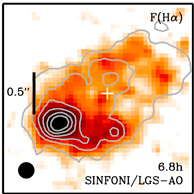 F(Hα)
0.5"
6.8h
SINFONI/LGS-AO